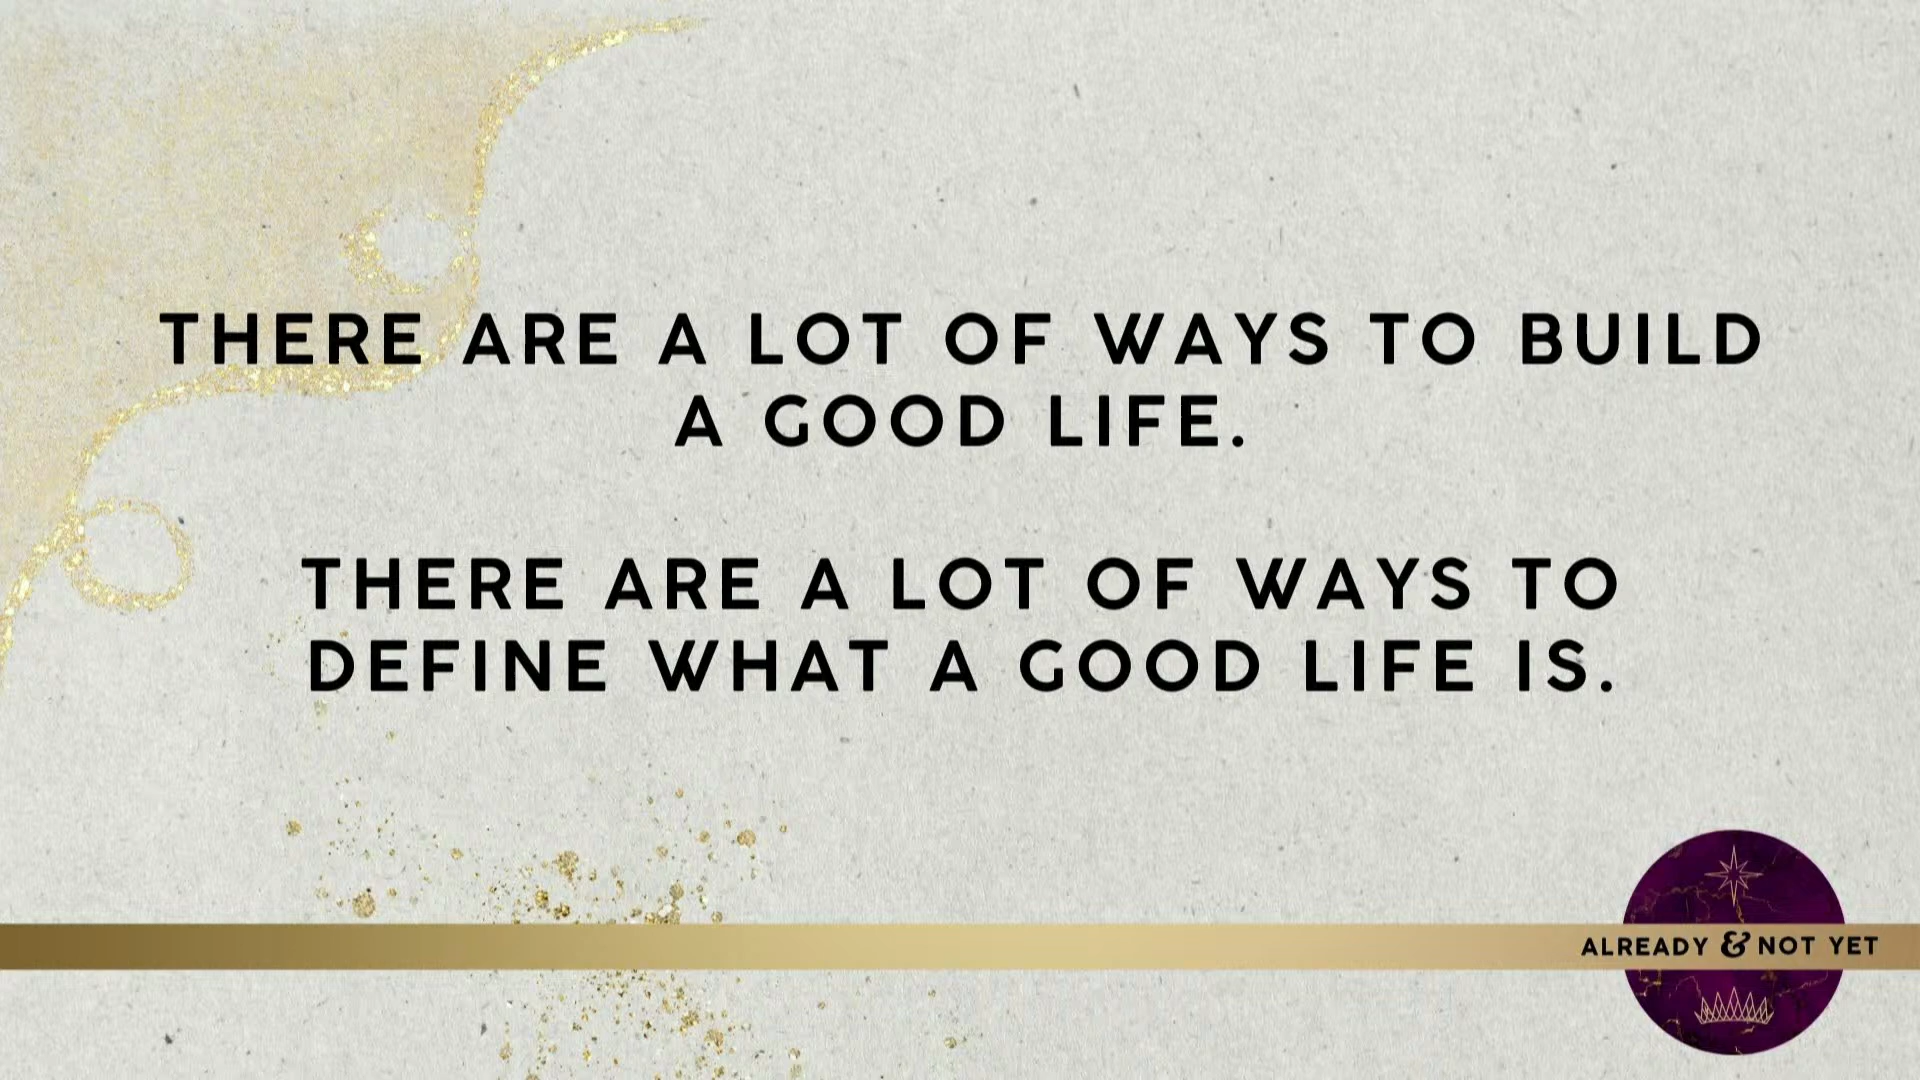 THERE ARE A LOT OF WAYS TO BUILD
A GOOD LIFE.
THERE ARE A LOT OF WAYS TO
DEFINE WHAT A GOOD LIFE IS.
ALREADY & NOT YET